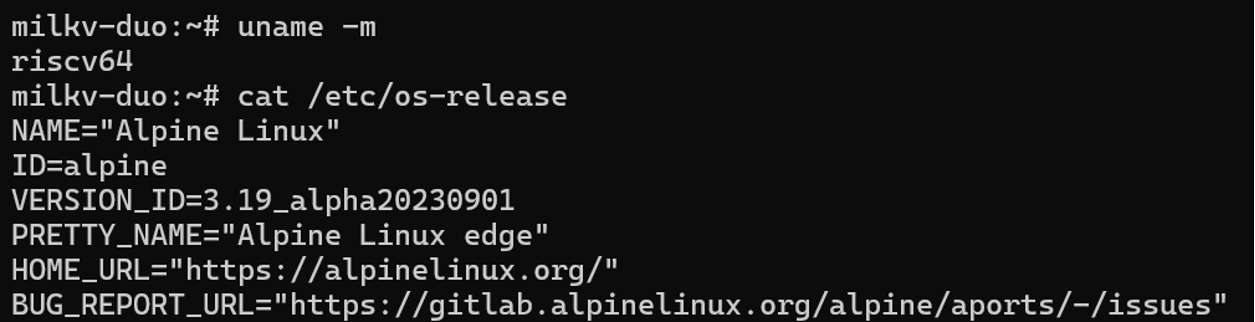 milkv-duo:~# uname -m
riscv64
milkv-duo:~# cat /etc/os-release
NAME="Alpine Linux"
ID=alpine
VERSION_ID=3.19_alpha20230901
PRETTY_NAME="Alpine Linux edge"
HOME_URL="https://alpinelinux.org/"
BUG_REPORT_URL="https://gitlab.alpinelinux.org/alpine/aports/-/issues"